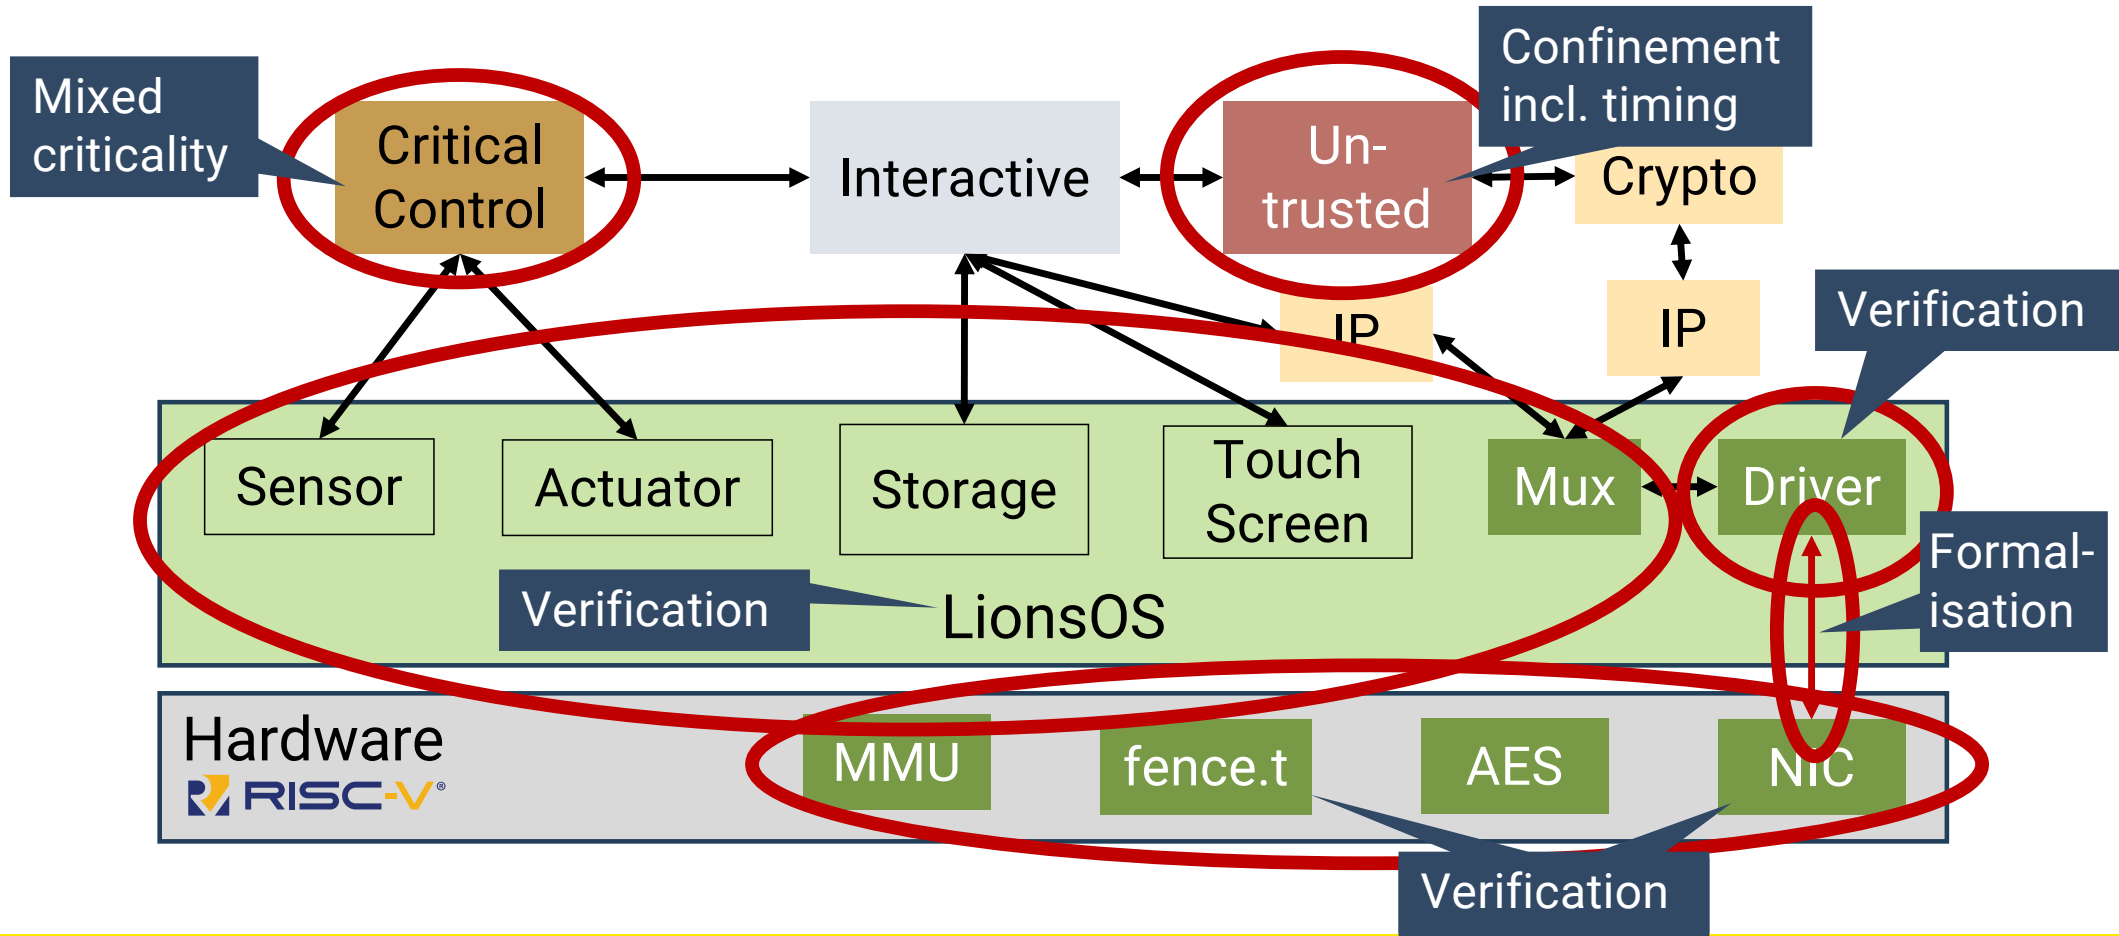 Mixed
criticality
Critical
Control
Interactive
Un-
trusted
Confinement
incl. timing
Crypto
IP
IP
Verification
Sensor
Actuator
Storage
Touch
Screen
Mux
Driver
Formal-
isation
Verification
LionsOS
Hardware
RISC-V®
MMU
fence.t
AES
NIC
Verification